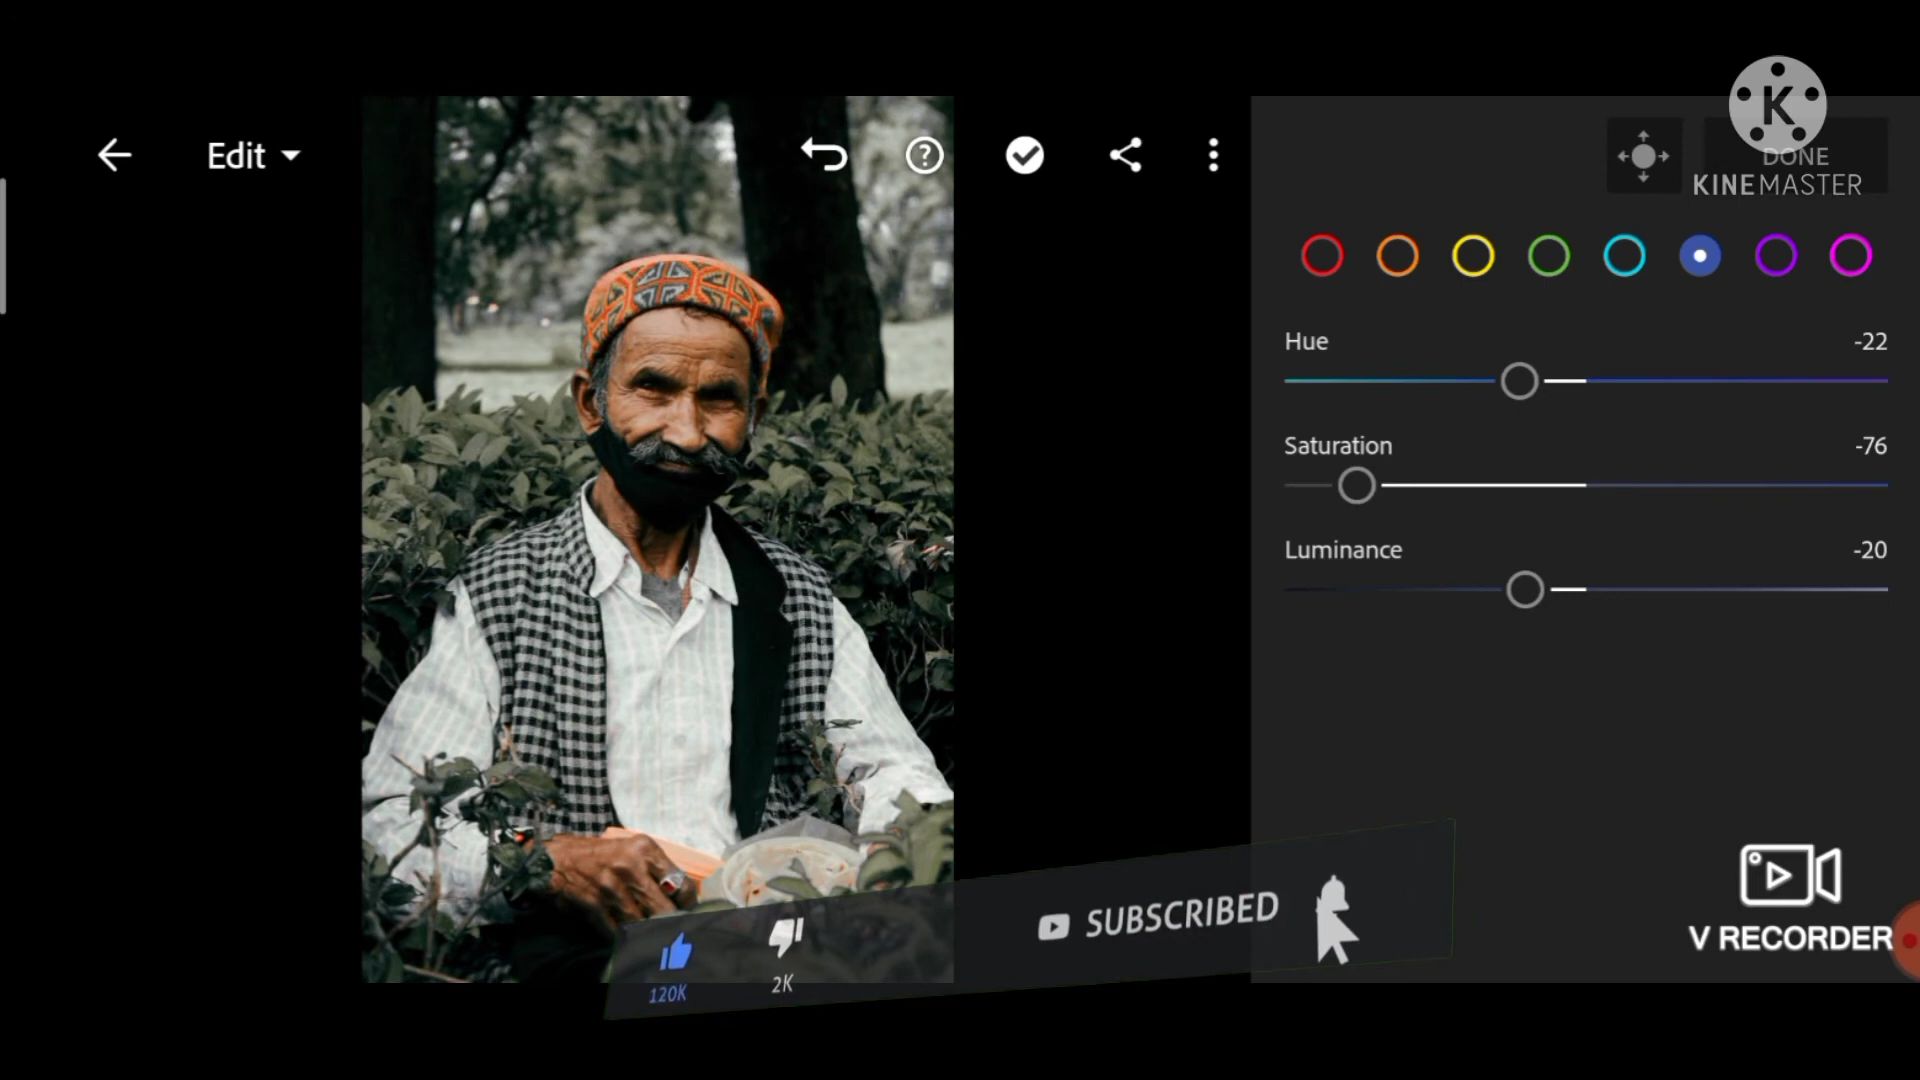 Edit
DONE
KINEMASTER
Hue -22
Saturation -76
Luminance -20
SUBSCRIBED
120K
2K
V RECORDER